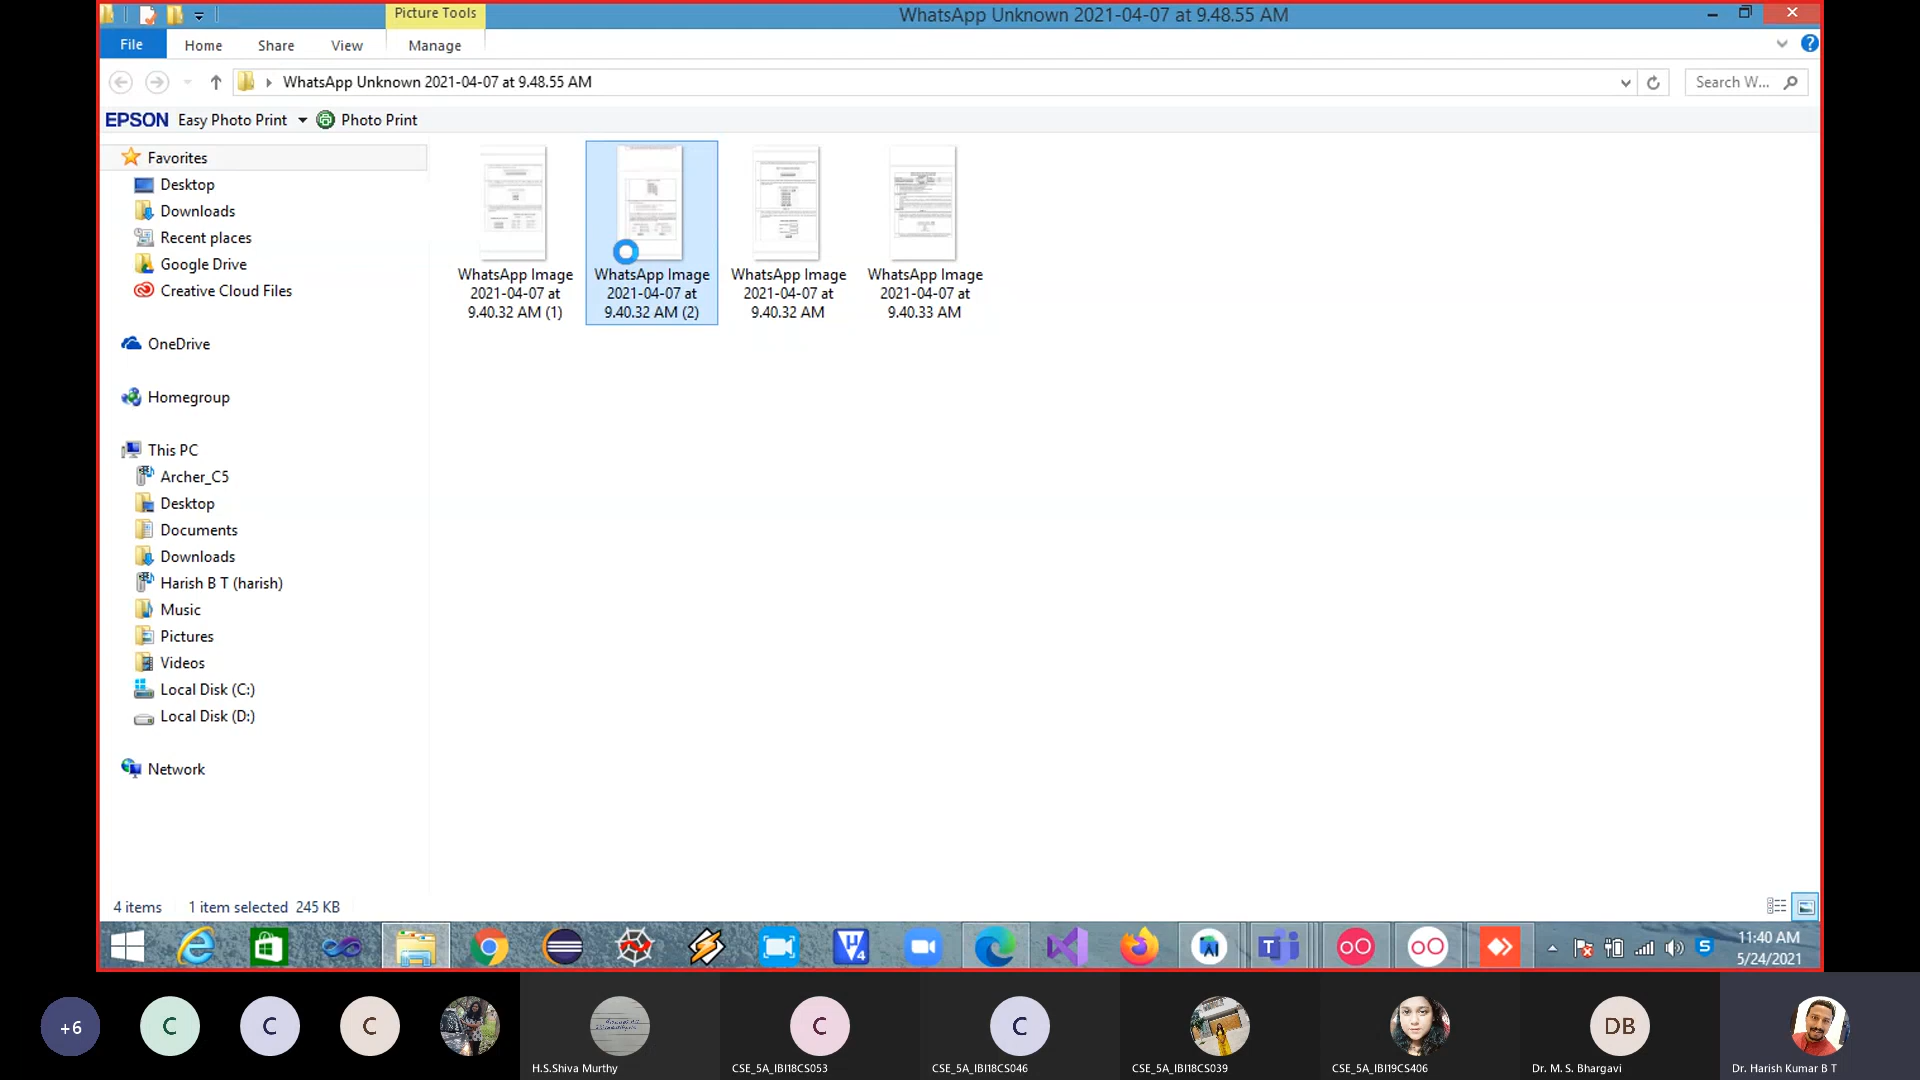 Picture Tools
WhatsApp Unknown 2021-04-07 at 9.48.55 AM
File
Home
Share
View
Manage
WhatsApp Unknown 2021-04-07 at 9.48.55 AM
Search W...
EPSON Easy Photo Print
Photo Print
Favorites
Desktop
Downloads
Recent places
Google Drive
Creative Cloud Files
OneDrive
Homegroup
This PC
Archer_C5
Desktop
Documents
Downloads
Harish B T (harish)
Music
Pictures
Videos
Local Disk (C:)
Local Disk (D:)
Network
WhatsApp Image
2021-04-07 at
9.40.32 AM (1)
WhatsApp Image
2021-04-07 at
9.40.32 AM (2)
WhatsApp Image
2021-04-07 at
9.40.32 AM
WhatsApp Image
2021-04-07 at
9.40.33 AM
4 items
1 item selected 245 KB
11:40 AM
5/24/2021
+6
C
C
C
H.S.Shiva Murthy
C
CSE_5A_IBI18CS053
C
CSE_5A_IBI18CS046
CSE_5A_IBI18CS039
CSE_5A_IBI19CS406
DB
Dr. M. S. Bhargavi
Dr. Harish Kumar B T